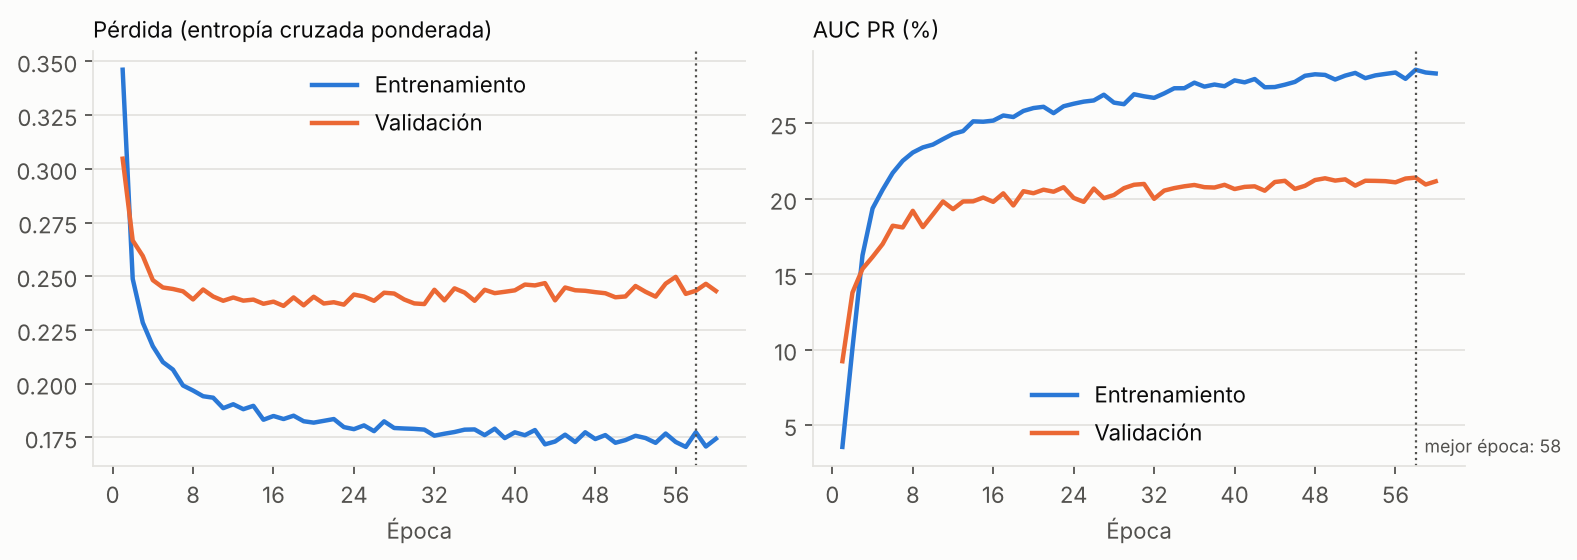 Pérdida (entropía cruzada ponderada)
0.350
0.325
0.300
0.275
0.250
0.225
0.200
0.175
Entrenamiento
Validación
0 8 16 24 32 40 48 56
Época
AUC PR (%)
25
20
15
10
5
Entrenamiento
Validación
mejor época: 58
0 8 16 24 32 40 48 56
Época